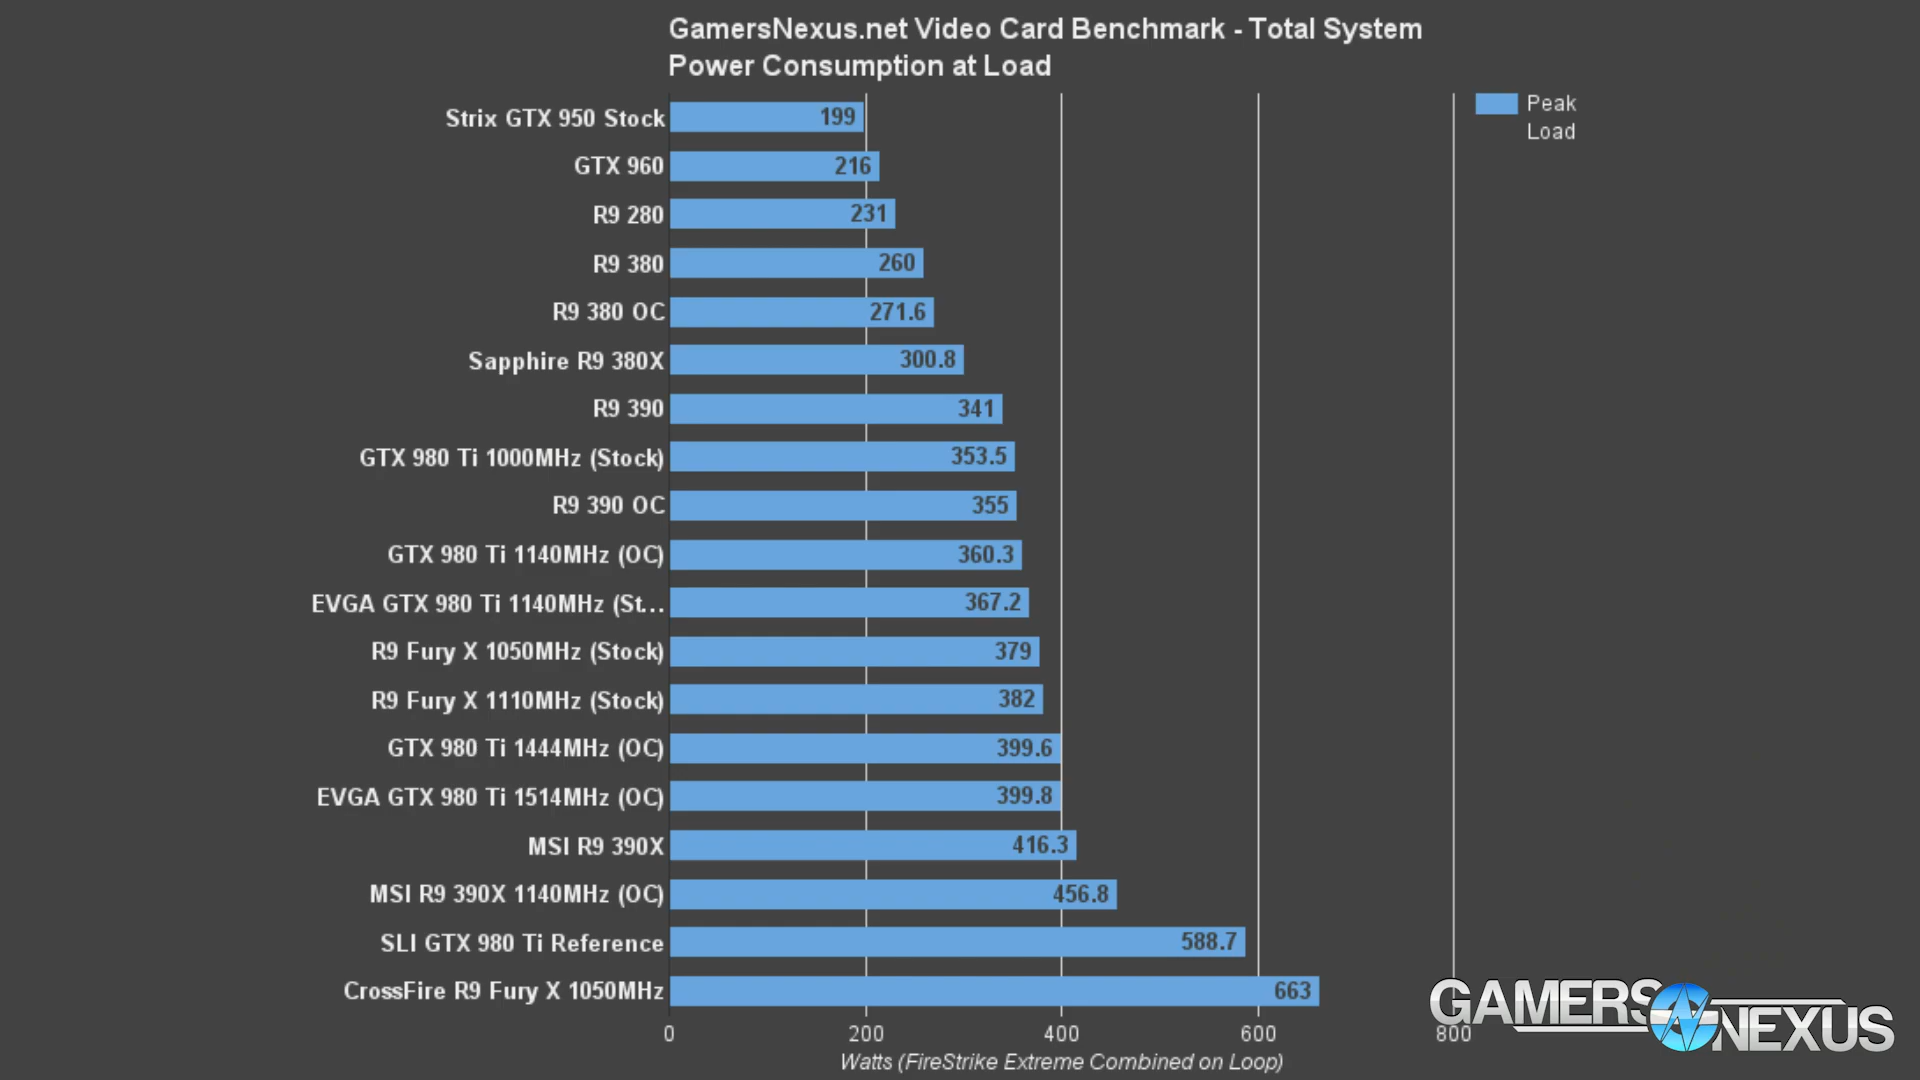 GamersNexus.net Video Card Benchmark - Total System
Power Consumption at Load
Peak
Load
Strix GTX 950 Stock 199
GTX 960 216
R9 280 231
R9 380 260
R9 380 OC 271.6
Sapphire R9 380X 300.8
R9 390 341
GTX 980 Ti 1000MHz (Stock) 353.5
R9 390 OC 355
GTX 980 Ti 1140MHz (OC) 360.3
EVGA GTX 980 Ti 1140MHz (St... 367.2
R9 Fury X 1050MHz (Stock) 379
R9 Fury X 1110MHz (Stock) 382
GTX 980 Ti 1444MHz (OC) 399.6
EVGA GTX 980 Ti 1514MHz (OC) 399.8
MSI R9 390X 416.3
MSI R9 390X 1140MHz (OC) 456.8
SLI GTX 980 Ti Reference 588.7
CrossFire R9 Fury X 1050MHz 663
0 200 400 600 800
Watts (FireStrike Extreme Combined on Loop)
GAMERS
NEXUS